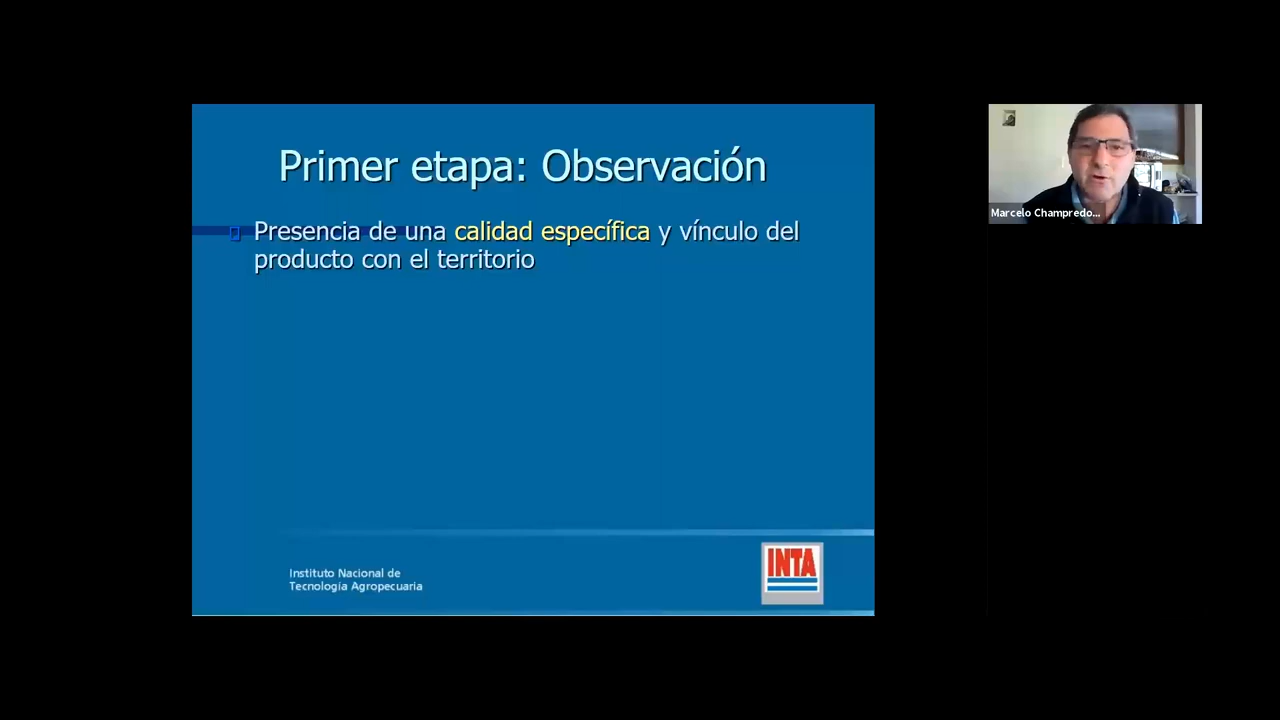 Primer etapa: Observación
Presencia de una calidad específica y vínculo del
producto con el territorio
Instituto Nacional de
Tecnología Agropecuaria
INTA
Marcelo Champredo...